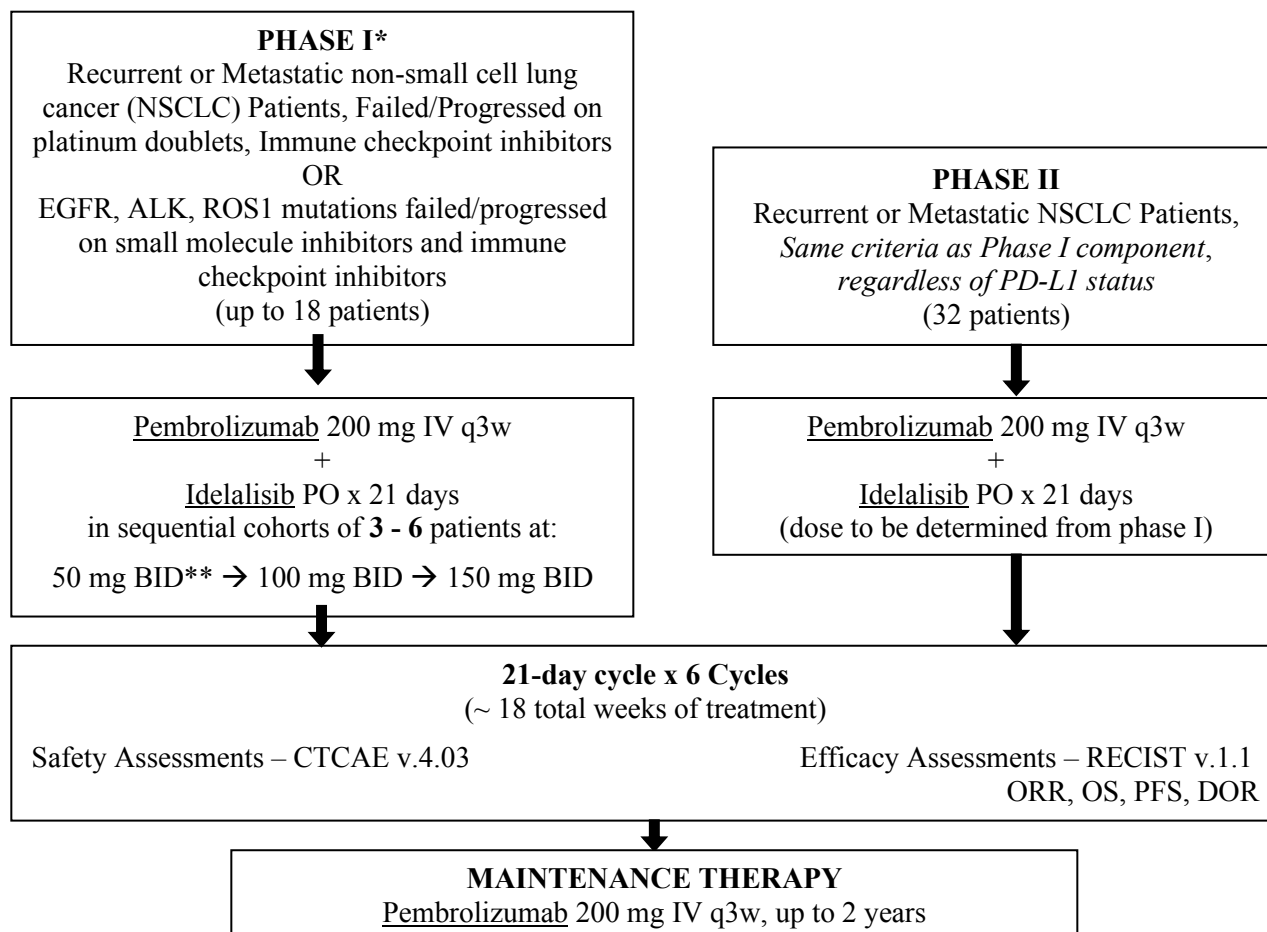 PHASE I*
Recurrent or Metastatic non-small cell lung
cancer (NSCLC) Patients, Failed/Progressed on
platinum doublets, Immune checkpoint inhibitors
OR
EGFR, ALK, ROS1 mutations failed/progressed
on small molecule inhibitors and immune
checkpoint inhibitors
(up to 18 patients)
PHASE II
Recurrent or Metastatic NSCLC Patients,
Same criteria as Phase I component,
regardless of PD-L1 status
(32 patients)
Pembrolizumab 200 mg IV q3w
+
Idelalisib PO x 21 days
in sequential cohorts of 3 - 6 patients at:
50 mg BID** → 100 mg BID → 150 mg BID
Pembrolizumab 200 mg IV q3w
+
Idelalisib PO x 21 days
(dose to be determined from phase I)
21-day cycle x 6 Cycles
(~ 18 total weeks of treatment)
Safety Assessments – CTCAE v.4.03
Efficacy Assessments – RECIST v.1.1
ORR, OS, PFS, DOR
MAINTENANCE THERAPY
Pembrolizumab 200 mg IV q3w, up to 2 years